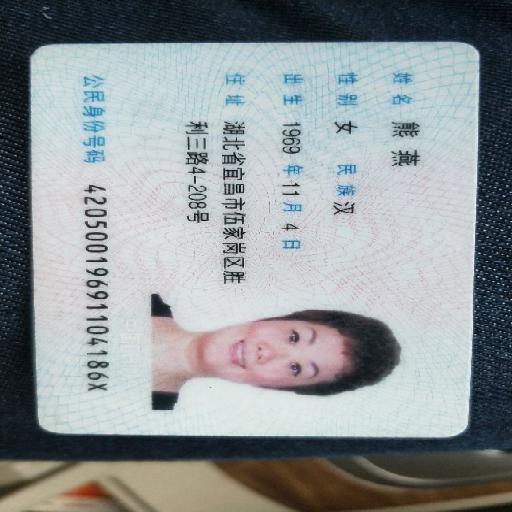 姓名 熊燕
性别 女 民族 汉
出生 1969 年 11 月 4 日
住址 湖北省宜昌市伍家岗区胜
利三路4-208号
公民身份号码 42050019691104186X